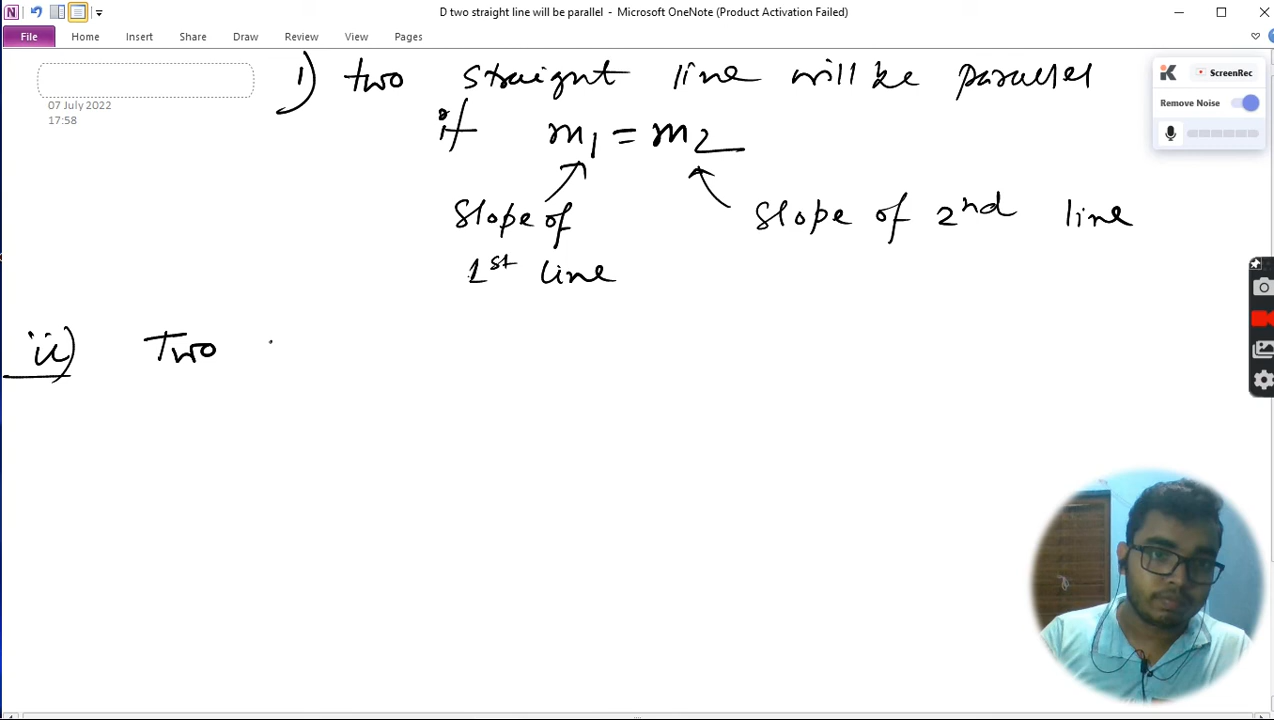 D two straight line will be parallel - Microsoft OneNote (Product Activation Failed)
File Home Insert Share Draw Review View Pages
ScreenRec
Remove Noise
07 July 2022
17:58
i) two straignt line will be parallel
if m1 = m2
Slope of
1st line
Slope of 2nd line
ii) Two